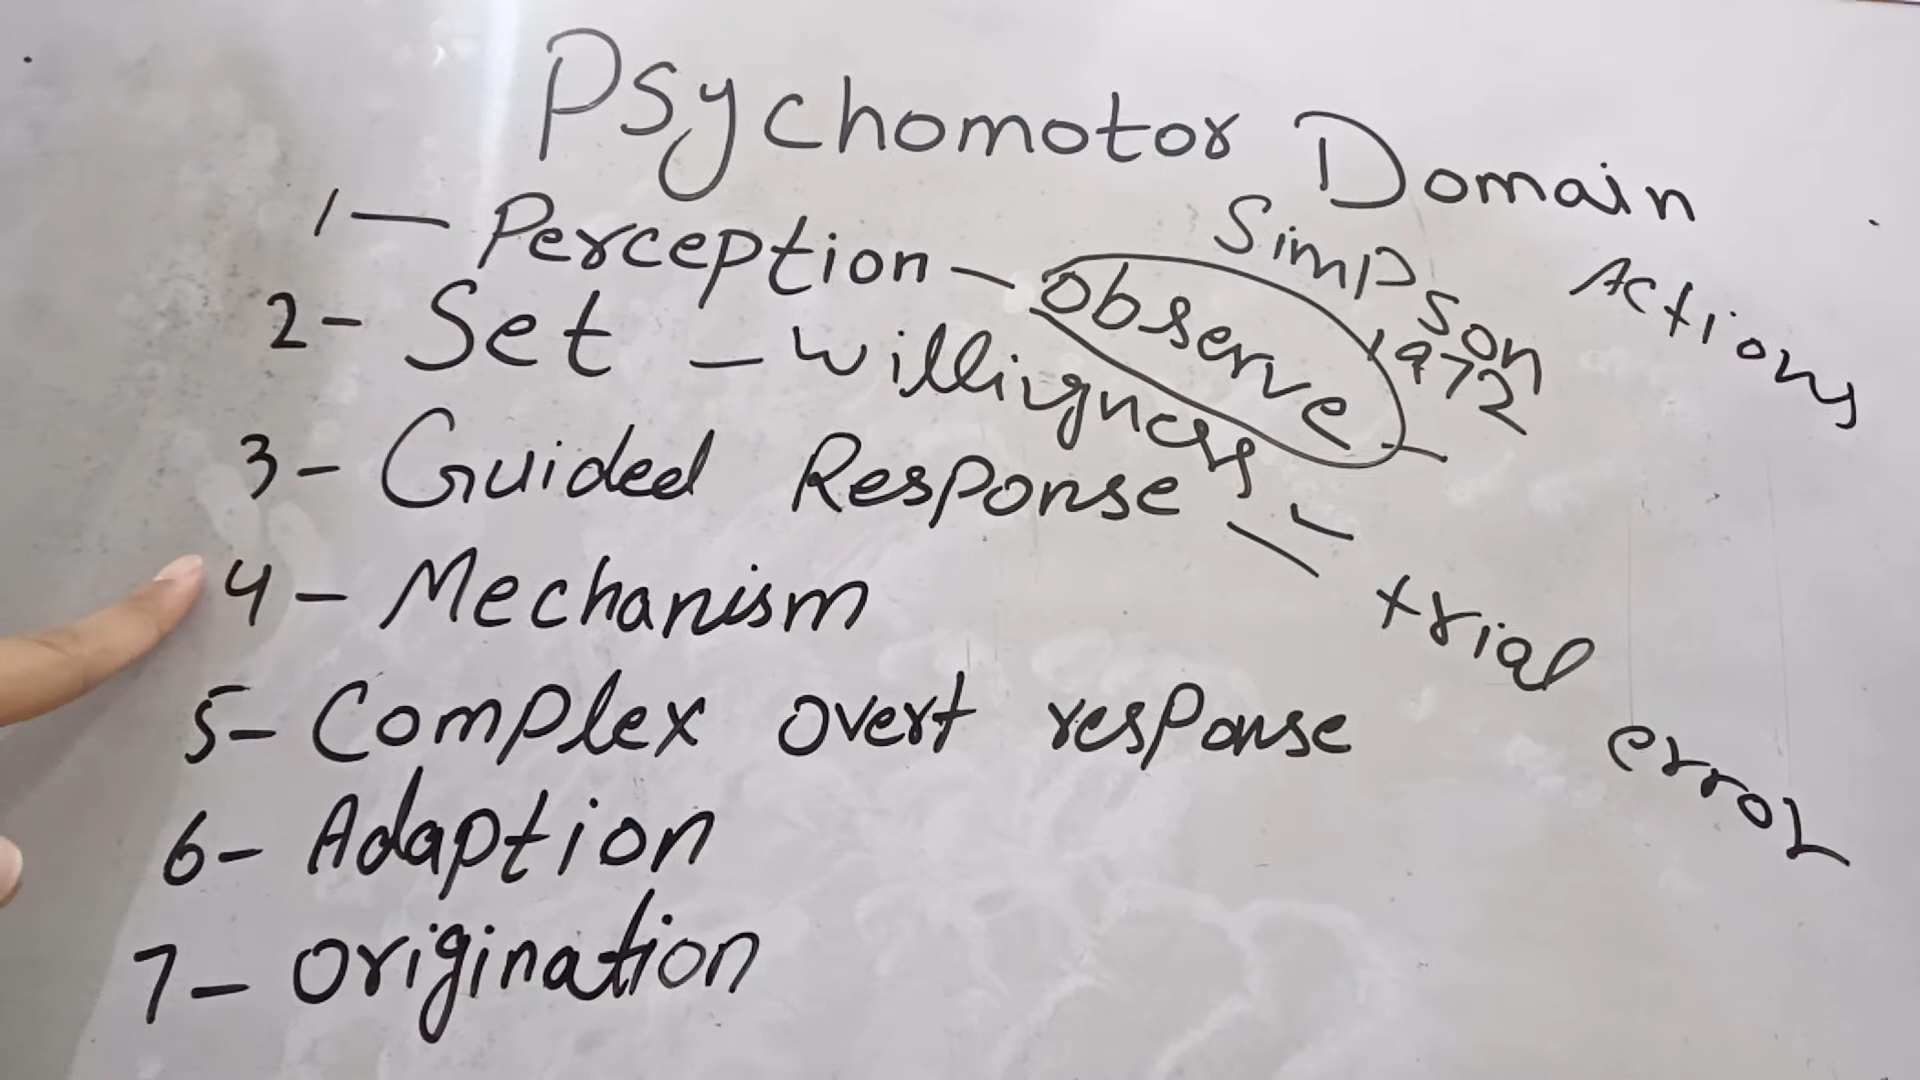 Psychomotor Domain
Simpson
1972
Actions
1- Perception - observe -
2- Set - willigness -
3- Guided Response - trial error
4- Mechanism
5- Complex overt response
6- Adaption
7- origination